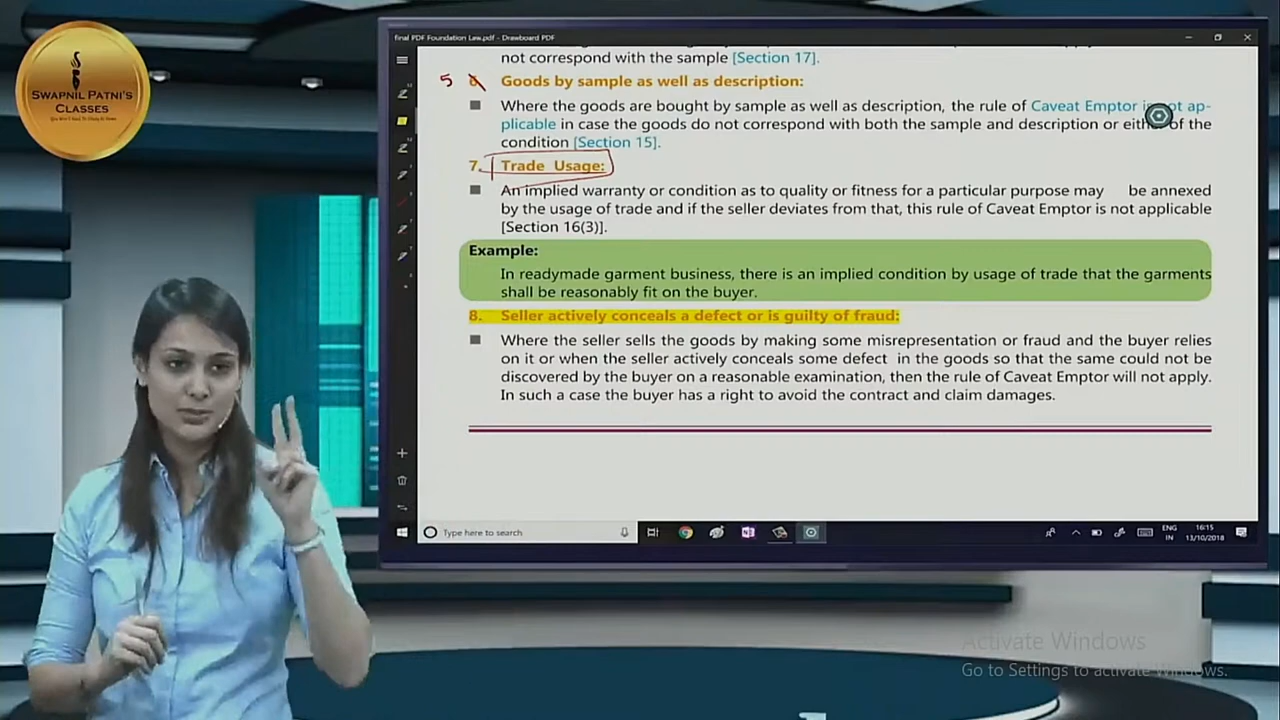 SWAPNIL PATNI'S
CLASSES
final PDF Foundation Law.pdf - Drawboard PDF
not correspond with the sample [Section 17].
5 6. Goods by sample as well as description:
Where the goods are bought by sample as well as description, the rule of Caveat Emptor is not ap-
plicable in case the goods do not correspond with both the sample and description or either of the
condition [Section 15].
7. Trade Usage:
An implied warranty or condition as to quality or fitness for a particular purpose may be annexed
by the usage of trade and if the seller deviates from that, this rule of Caveat Emptor is not applicable
[Section 16(3)].
Example:
In readymade garment business, there is an implied condition by usage of trade that the garments
shall be reasonably fit on the buyer.
8. Seller actively conceals a defect or is guilty of fraud:
Where the seller sells the goods by making some misrepresentation or fraud and the buyer relies
on it or when the seller actively conceals some defect in the goods so that the same could not be
discovered by the buyer on a reasonable examination, then the rule of Caveat Emptor will not apply.
In such a case the buyer has a right to avoid the contract and claim damages.
Type here to search
ENG
IN
16:15
13/10/2018
Activate Windows
Go to Settings to activate Windows.